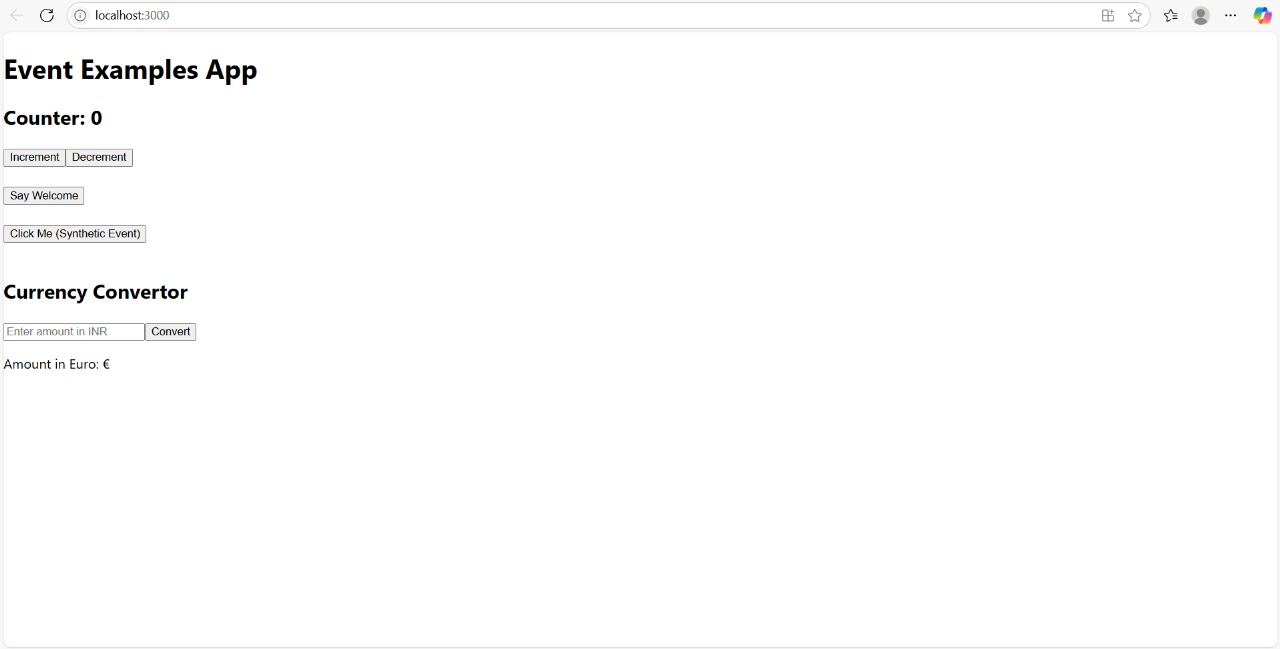 localhost:3000
Event Examples App
Counter: 0
Increment Decrement
Say Welcome
Click Me (Synthetic Event)
Currency Convertor
Enter amount in INR Convert
Amount in Euro: €